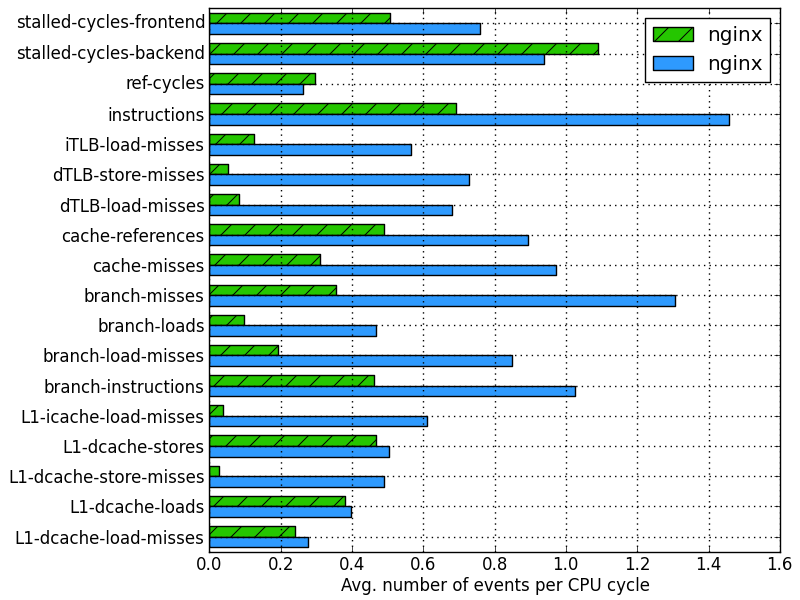 stalled-cycles-frontend
stalled-cycles-backend
ref-cycles
instructions
iTLB-load-misses
dTLB-store-misses
dTLB-load-misses
cache-references
cache-misses
branch-misses
branch-loads
branch-load-misses
branch-instructions
L1-icache-load-misses
L1-dcache-stores
L1-dcache-store-misses
L1-dcache-loads
L1-dcache-load-misses
nginx
nginx
0.0 0.2 0.4 0.6 0.8 1.0 1.2 1.4 1.6
Avg. number of events per CPU cycle